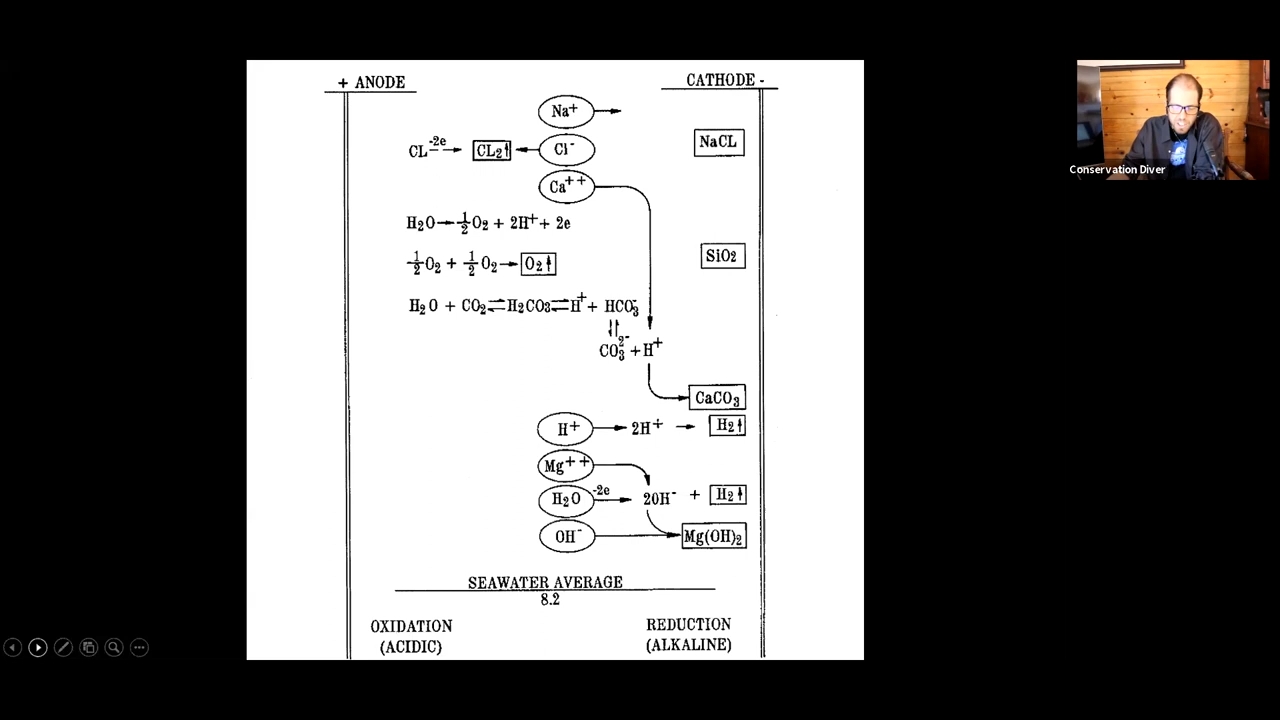 + ANODE
CATHODE -
Na+
CL -2e → CL2↑ ← Cl-
NaCL
Ca++
H2O→½O2 + 2H+ + 2e
½O2 + ½O2→ O2↑
SiO2
H2O + CO2⇌H2CO3⇌H+ + HCO3-
CO3 2- + H+
CaCO3
H+ → 2H+ → H2↑
Mg++
H2O -2e → 2OH- + H2↑
OH- → Mg(OH)2
SEAWATER AVERAGE
8.2
OXIDATION
(ACIDIC)
REDUCTION
(ALKALINE)
Conservation Diver